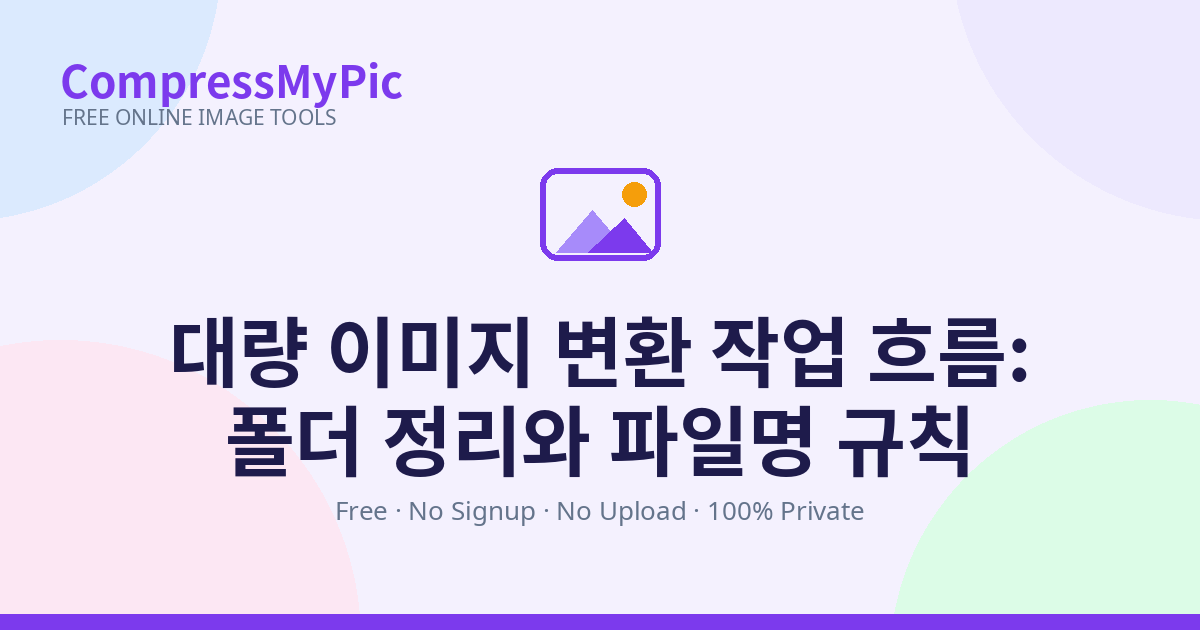 CompressMyPic
FREE ONLINE IMAGE TOOLS
대량 이미지 변환 작업 흐름:
폴더 정리와 파일명 규칙
Free · No Signup · No Upload · 100% Private